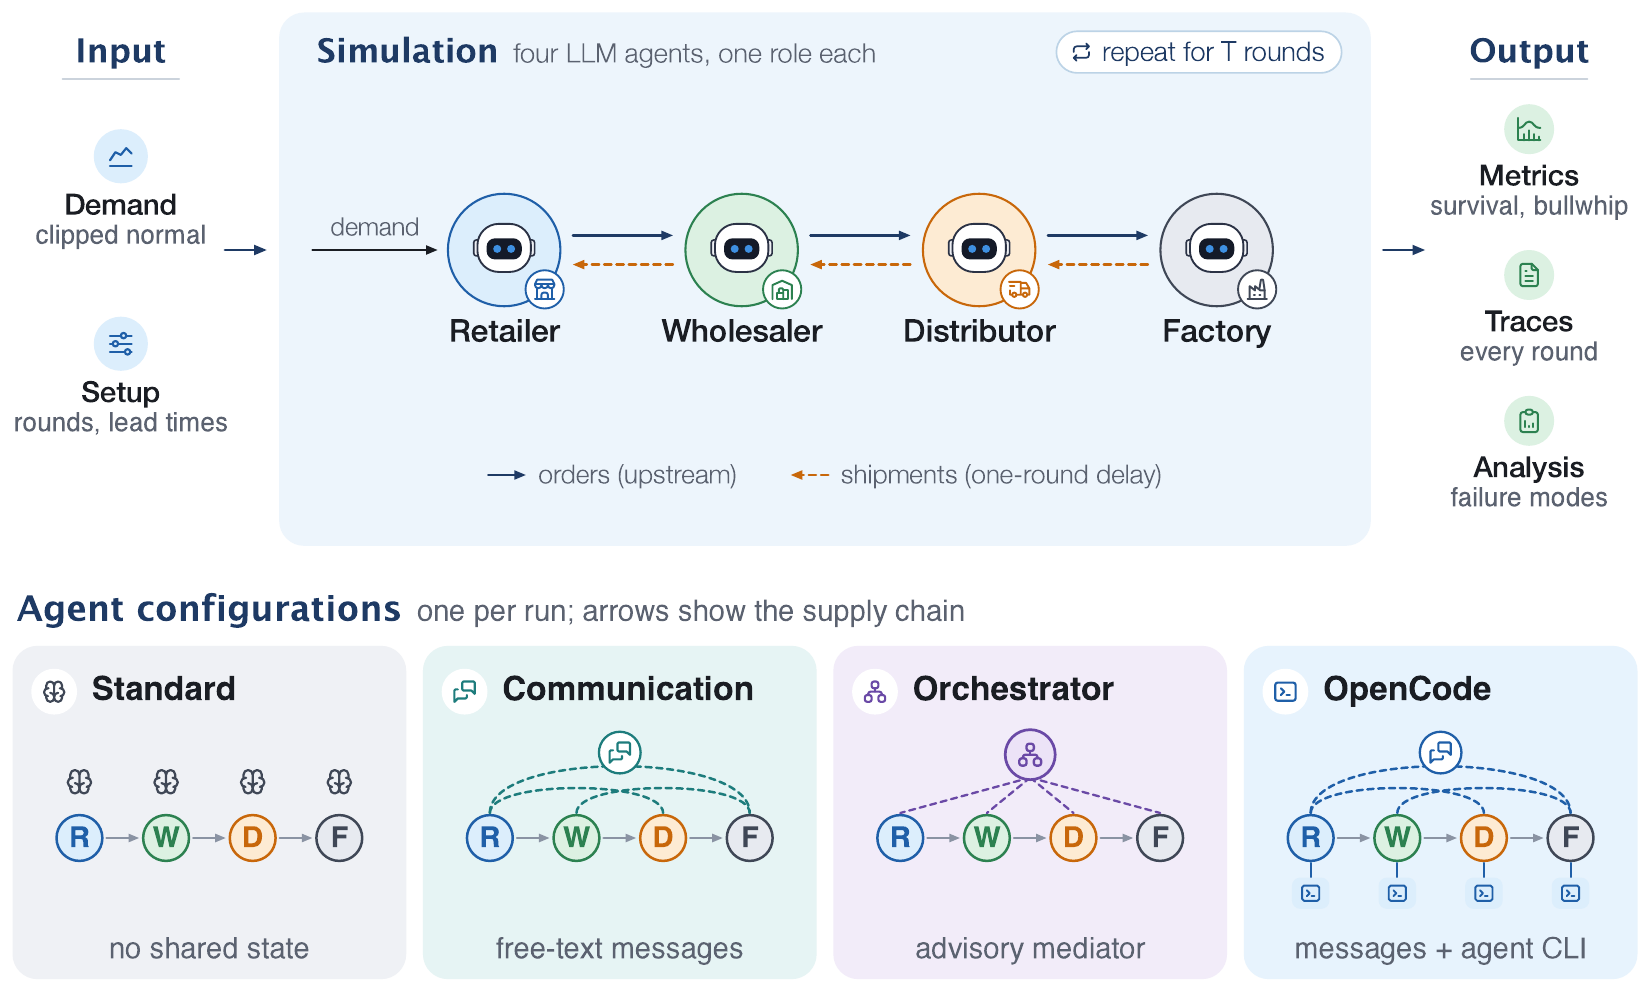 Input
Demand
clipped normal
Setup
rounds, lead times
Simulation four LLM agents, one role each
repeat for T rounds
demand
Retailer
Wholesaler
Distributor
Factory
orders (upstream)
shipments (one-round delay)
Output
Metrics
survival, bullwhip
Traces
every round
Analysis
failure modes
Agent configurations one per run; arrows show the supply chain
Standard
R W D F
no shared state
Communication
R W D F
free-text messages
Orchestrator
R W D F
advisory mediator
OpenCode
R W D F
messages + agent CLI